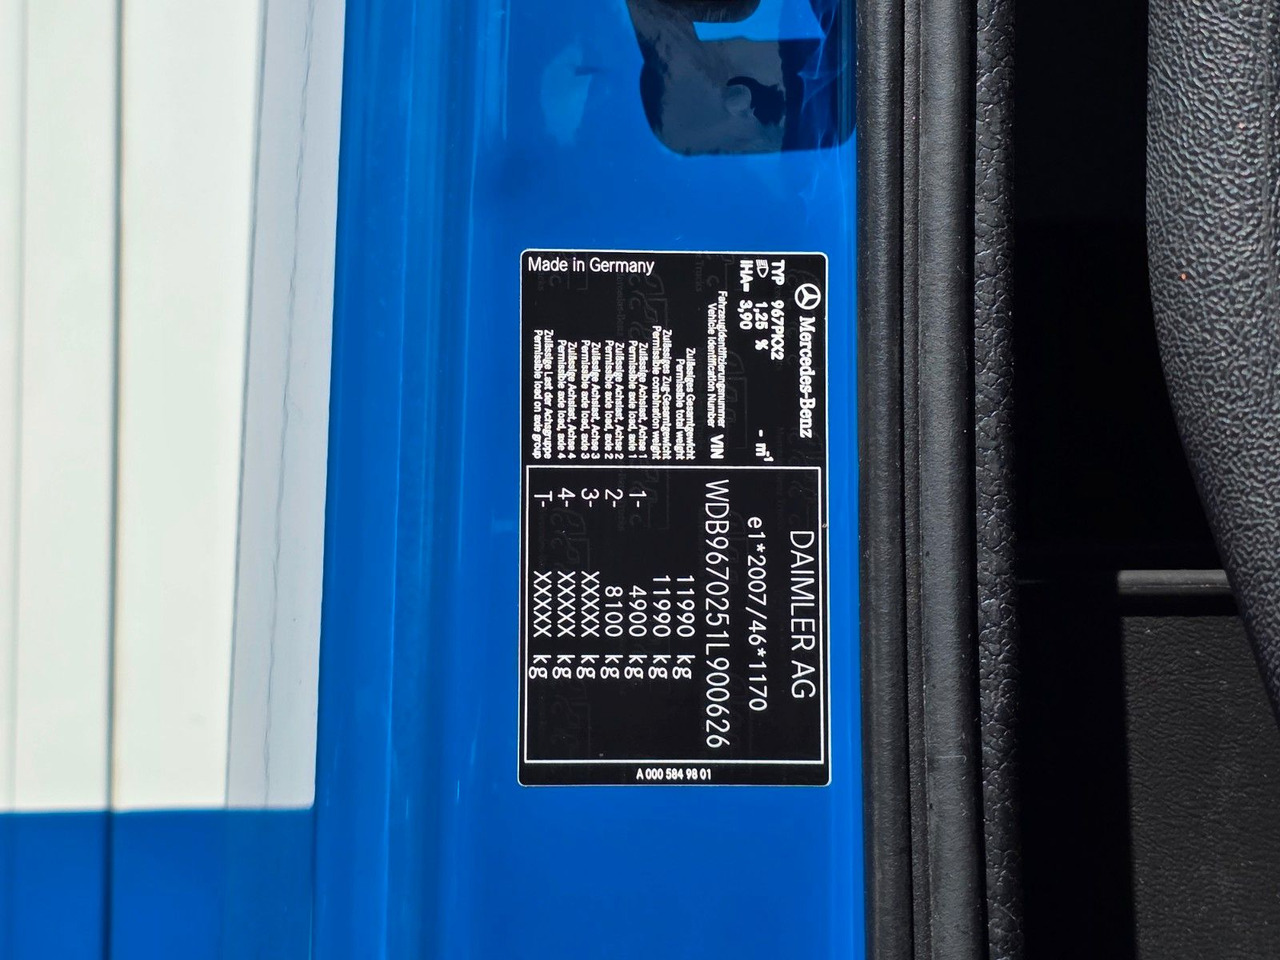 Mercedes-Benz
TYP 967PKX2
1,25 % - m⁻¹
IHA= 3,90
DAIMLER AG
e1*2007/46*1170
Fahrzeugidentifizierungsnummer
Vehicle Identification Number VIN WDB9670251L900626
Zulässiges Gesamtgewicht
Permissible total weight 11990 kg
Zulässiges Zug-Gesamtgewicht
Permissible combination weight 11990 kg
Zulässige Achslast, Achse 1
Permissible axle load, axle 1 1- 4900 kg
Zulässige Achslast, Achse 2
Permissible axle load, axle 2 2- 8100 kg
Zulässige Achslast, Achse 3
Permissible axle load, axle 3 3- XXXXX kg
Zulässige Achslast, Achse 4
Permissible axle load, axle 4 4- XXXXX kg
Zulässige Last der Achsgruppe
Permissible load on axle group T- XXXXX kg
Made in Germany
A 000 584 98 01